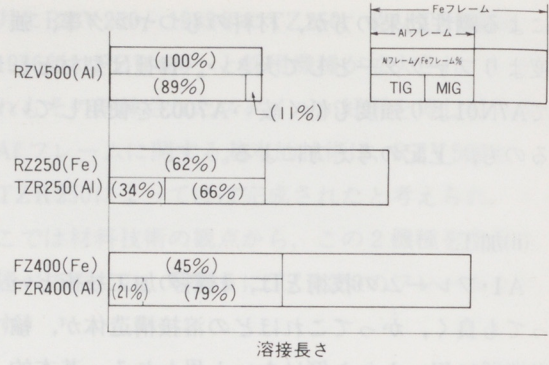 Feフレーム
Alフレーム
Alフレーム/Feフレーム%
TIG MIG
RZV500(Al)
(100%)
(89%)
(11%)
RZ250(Fe)
TZR250(Al)
(62%)
(34%) (66%)
FZ400(Fe)
FZR400(Al)
(45%)
(21%) (79%)
溶接長さ